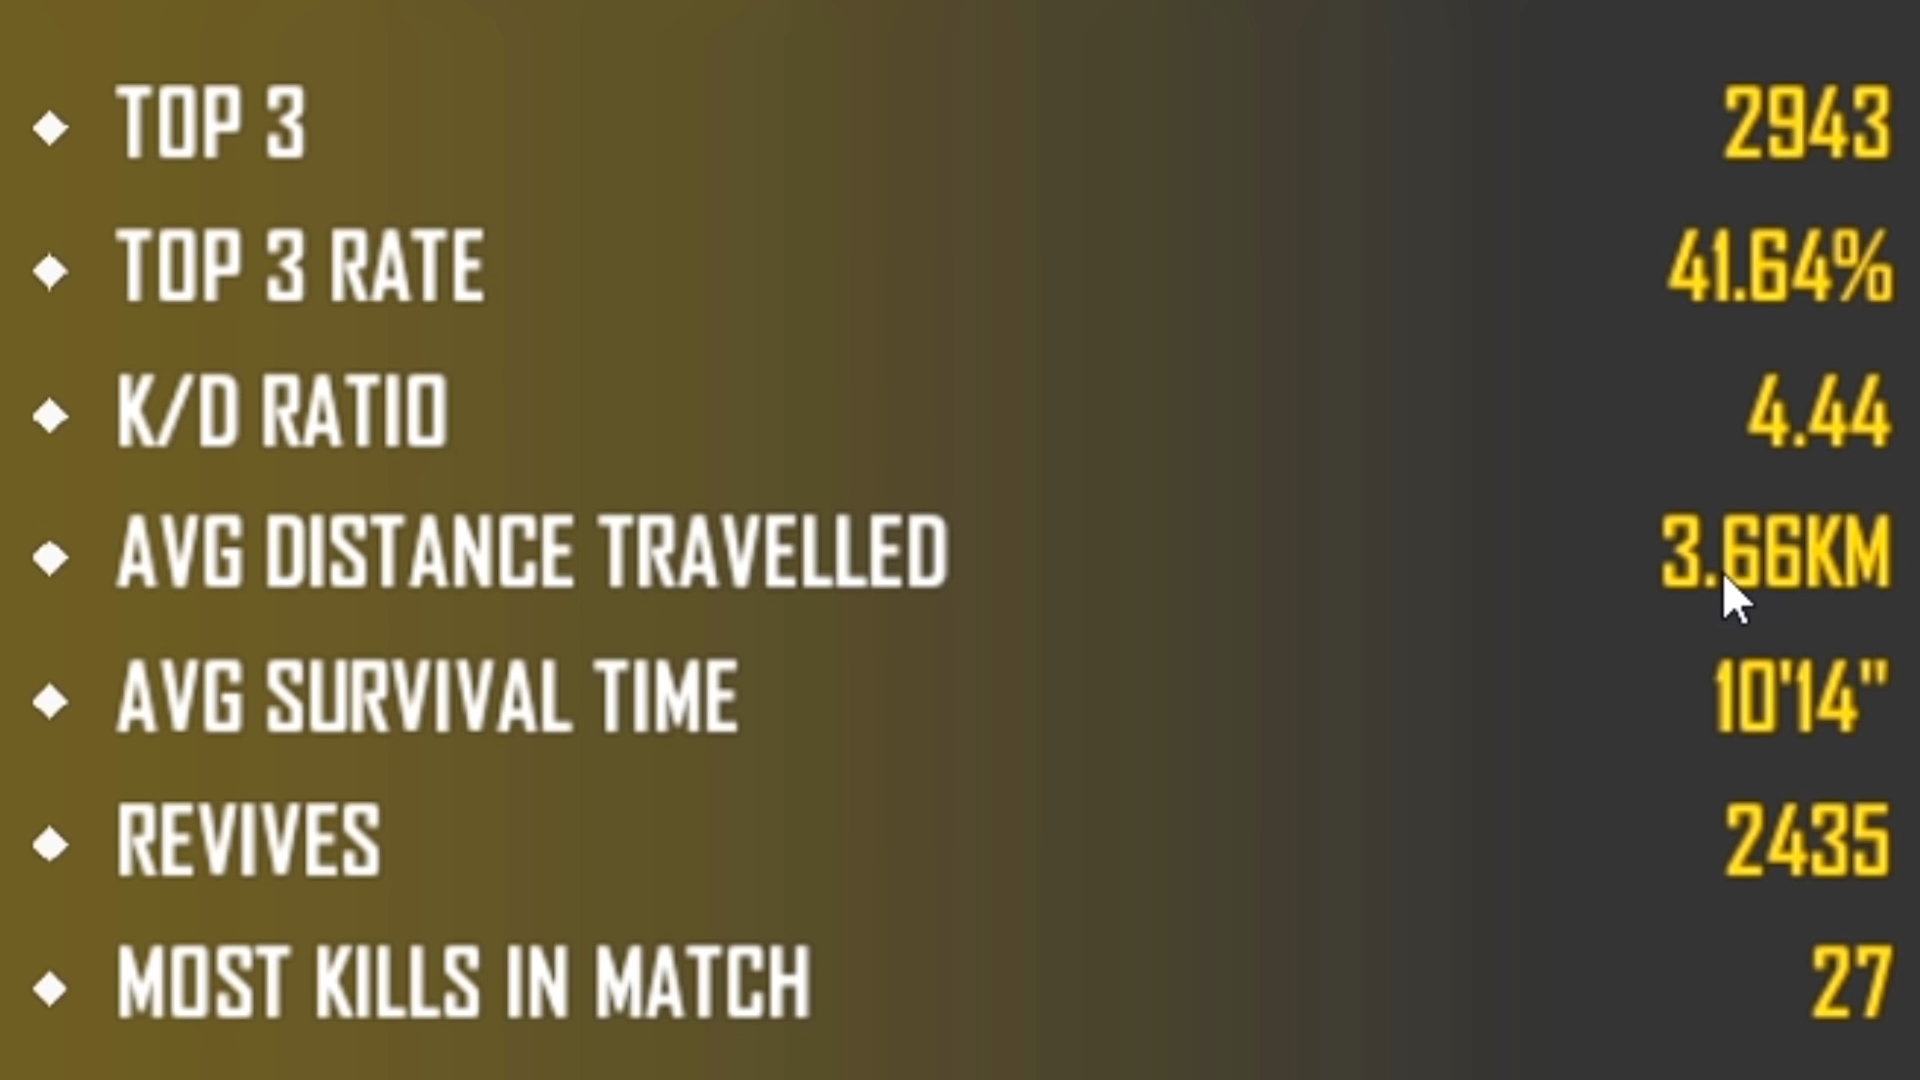 TOP 3 2943
TOP 3 RATE 41.64%
K/D RATIO 4.44
AVG DISTANCE TRAVELLED 3.66KM
AVG SURVIVAL TIME 10'14"
REVIVES 2435
MOST KILLS IN MATCH 27